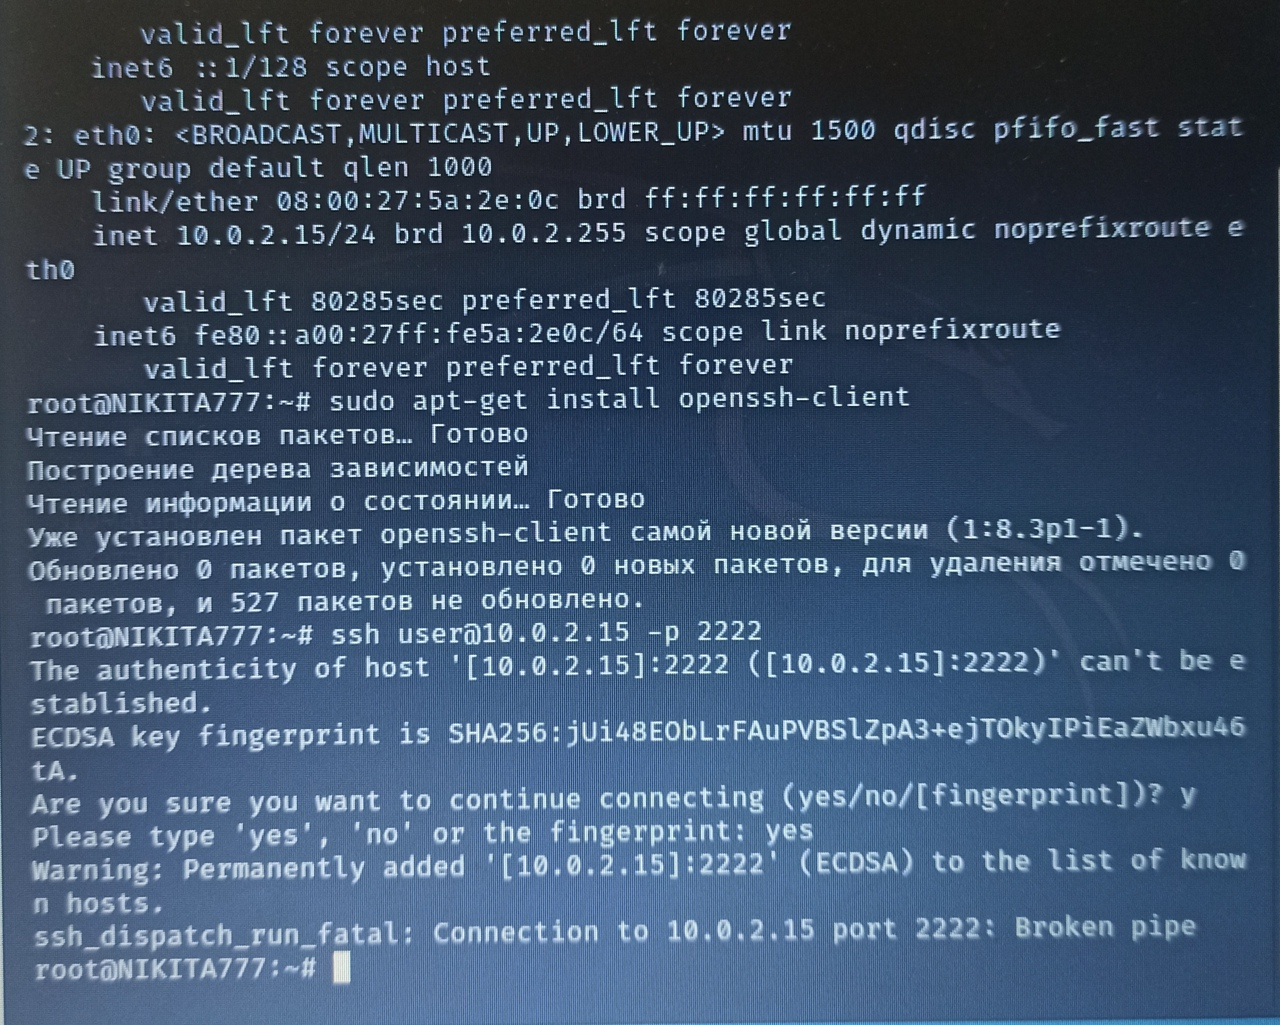 valid_lft forever preferred_lft forever
inet6 ::1/128 scope host
valid_lft forever preferred_lft forever
2: eth0: <BROADCAST,MULTICAST,UP,LOWER_UP> mtu 1500 qdisc pfifo_fast stat
e UP group default qlen 1000
link/ether 08:00:27:5a:2e:0c brd ff:ff:ff:ff:ff:ff
inet 10.0.2.15/24 brd 10.0.2.255 scope global dynamic noprefixroute e
th0
valid_lft 80285sec preferred_lft 80285sec
inet6 fe80::a00:27ff:fe5a:2e0c/64 scope link noprefixroute
valid_lft forever preferred_lft forever
root@NIKITA777:~# sudo apt-get install openssh-client
Чтение списков пакетов… Готово
Построение дерева зависимостей
Чтение информации о состоянии… Готово
Уже установлен пакет openssh-client самой новой версии (1:8.3p1-1).
Обновлено 0 пакетов, установлено 0 новых пакетов, для удаления отмечено 0
пакетов, и 527 пакетов не обновлено.
root@NIKITA777:~# ssh user@10.0.2.15 -p 2222
The authenticity of host '[10.0.2.15]:2222 ([10.0.2.15]:2222)' can't be e
stablished.
ECDSA key fingerprint is SHA256:jUi48EObLrFAuPVBSlZpA3+ejTOkyIPiEaZWbxu46
tA.
Are you sure you want to continue connecting (yes/no/[fingerprint])? y
Please type 'yes', 'no' or the fingerprint: yes
Warning: Permanently added '[10.0.2.15]:2222' (ECDSA) to the list of know
n hosts.
ssh_dispatch_run_fatal: Connection to 10.0.2.15 port 2222: Broken pipe
root@NIKITA777:~#